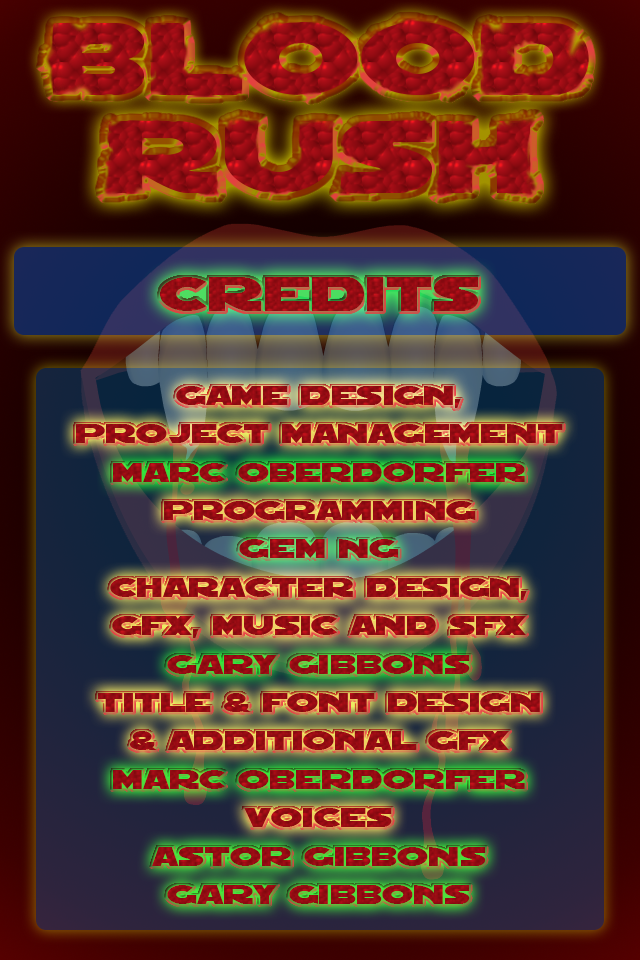 BLOOD
RUSH
CREDITS
GAME DESIGN,
PROJECT MANAGEMENT
MARC OBERDORFER
PROGRAMMING
GEM NG
CHARACTER DESIGN,
GFX, MUSIC AND SFX
GARY GIBBONS
TITLE & FONT DESIGN
& ADDITIONAL GFX
MARC OBERDORFER
VOICES
ASTOR GIBBONS
GARY GIBBONS